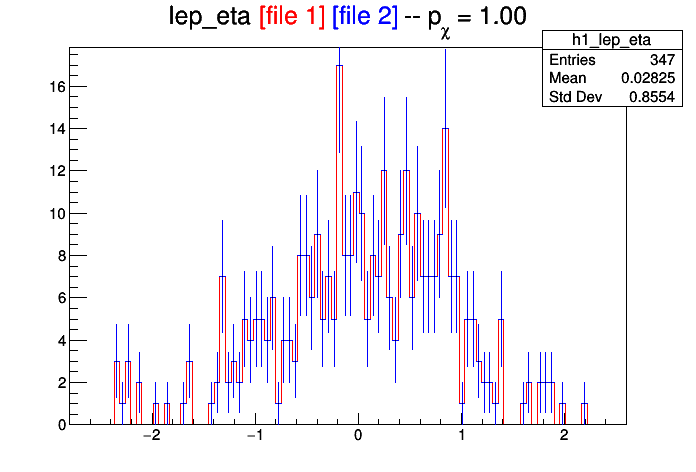 lep_eta [file 1] [file 2] -- pχ = 1.00
h1_lep_eta
Entries 347
Mean 0.02825
Std Dev 0.8554
16
14
12
10
8
6
4
2
0
−2 −1 0 1 2